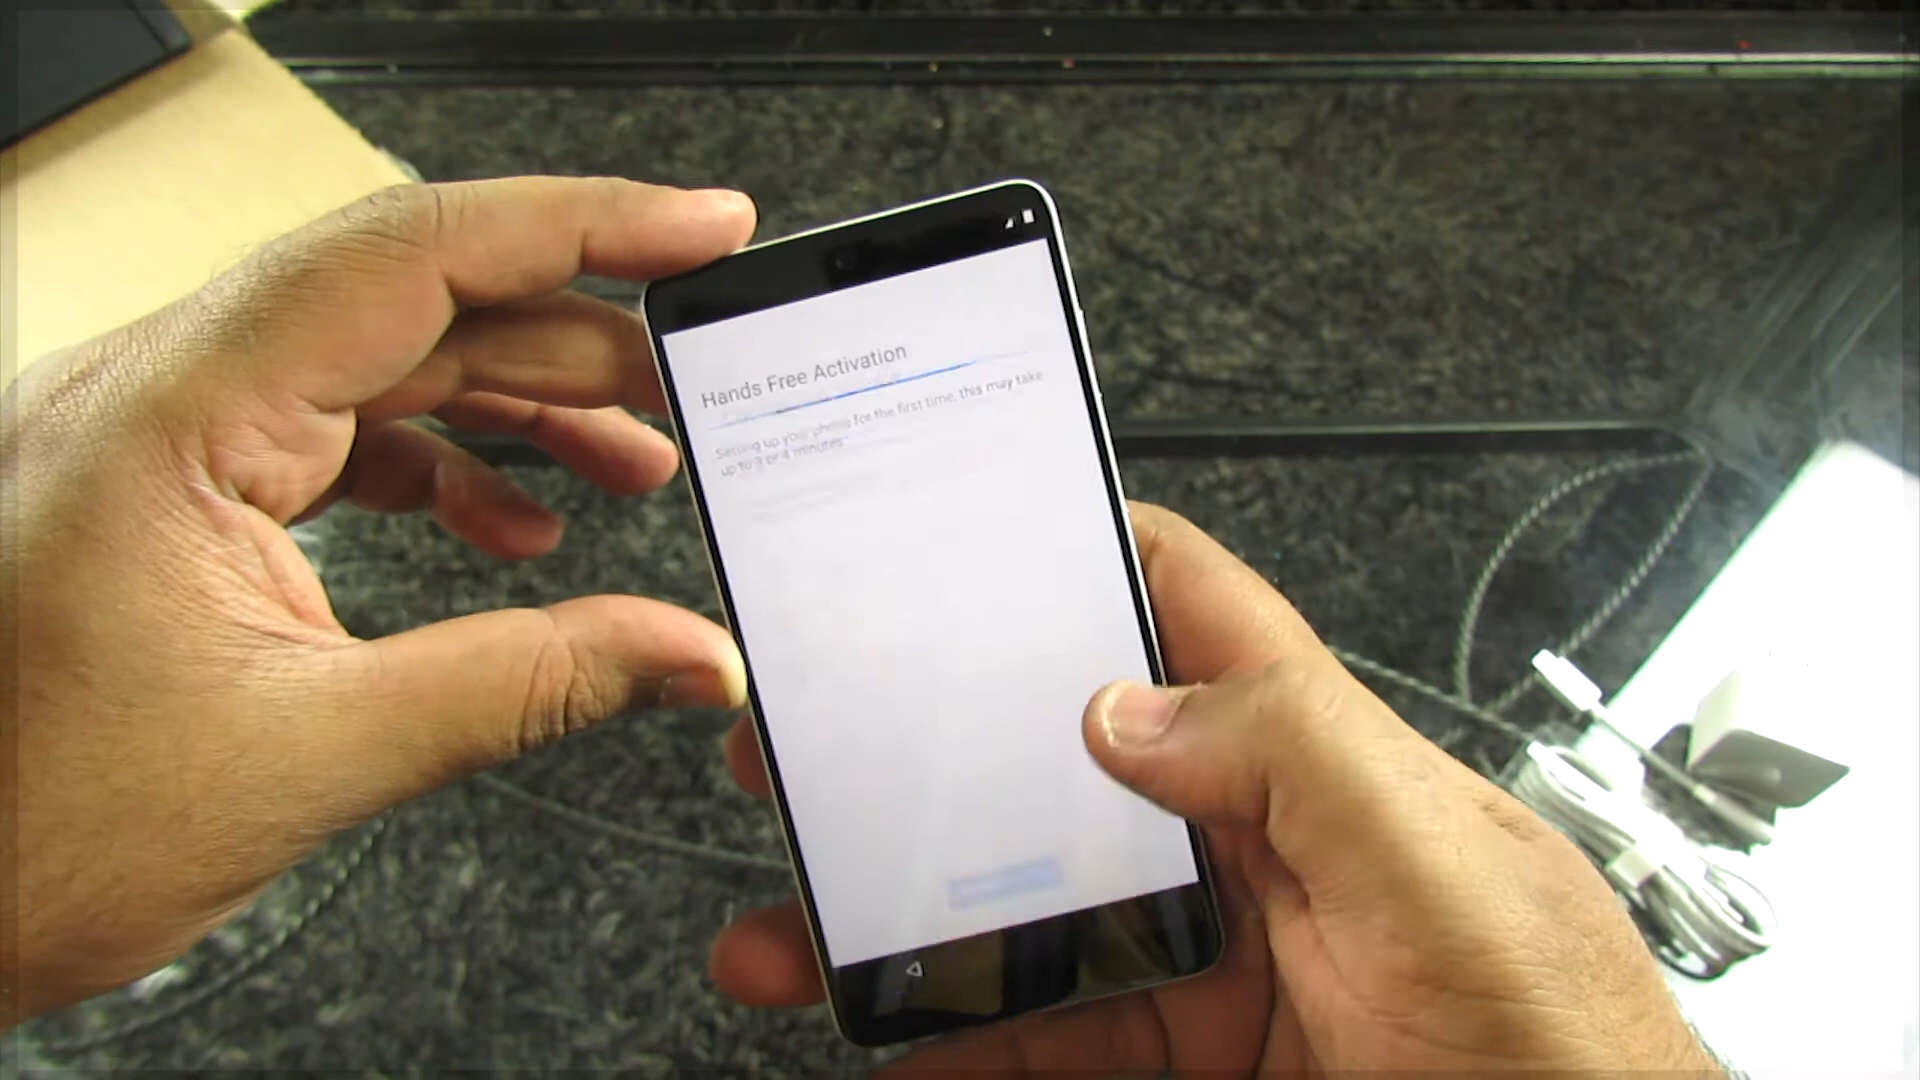 Hands Free Activation
Setting up your phone for the first time, this may take
up to 3 or 4 minutes